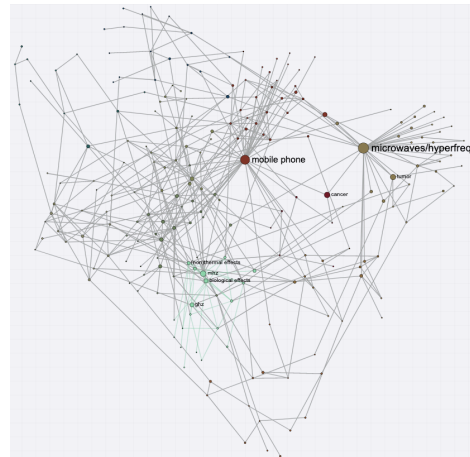 microwaves/hyperfreq
mobile phone
tumor
cancer
nonthermal effects
mhz
biological effects
ghz